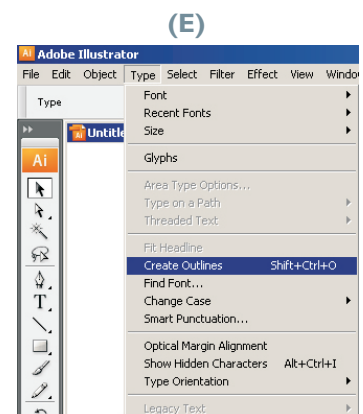 (E)
Ai Adobe Illustrator
File Edit Object Type Select Filter Effect View Windo
Type
Untitle
Ai
T
Font
Recent Fonts
Size
Glyphs
Area Type Options...
Type on a Path
Threaded Text
Fit Headline
Create Outlines Shift+Ctrl+O
Find Font...
Change Case
Smart Punctuation...
Optical Margin Alignment
Show Hidden Characters Alt+Ctrl+I
Type Orientation
Legacy Text